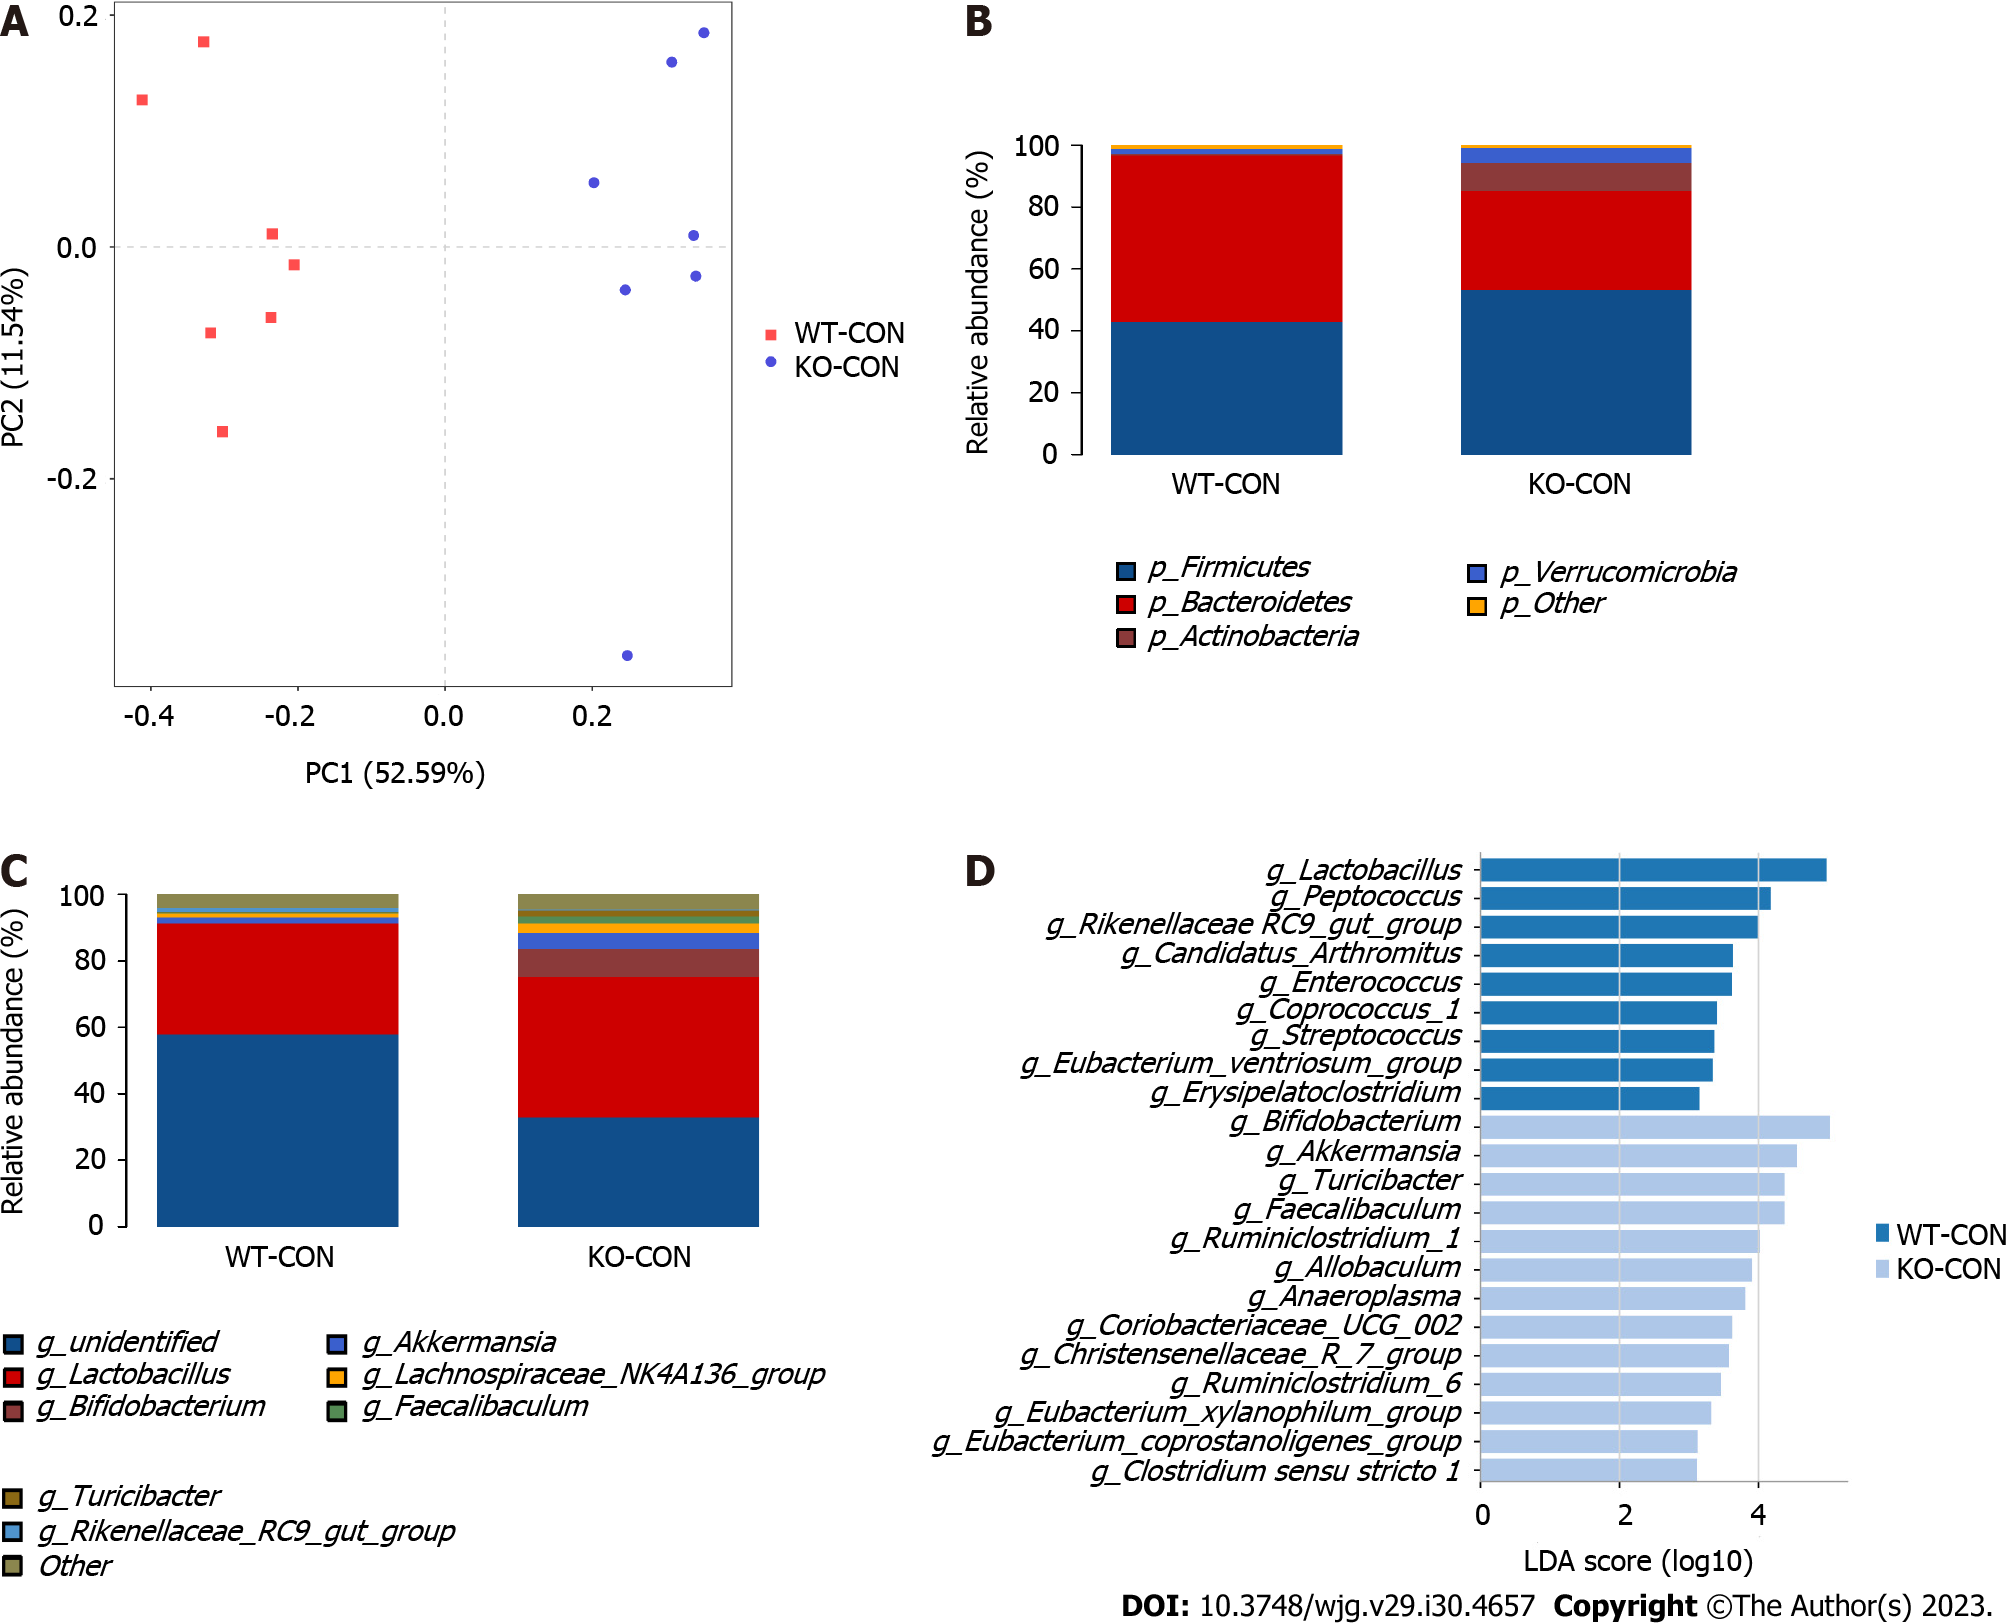 A
0.2
0.0
-0.2
PC2 (11.54%)
-0.4 -0.2 0.0 0.2
PC1 (52.59%)
WT-CON
KO-CON
B
Relative abundance (%)
100
80
60
40
20
0
WT-CON KO-CON
p_Firmicutes
p_Bacteroidetes
p_Actinobacteria
p_Verrucomicrobia
p_Other
C
Relative abundance (%)
100
80
60
40
20
0
WT-CON KO-CON
g_unidentified
g_Lactobacillus
g_Bifidobacterium
g_Akkermansia
g_Lachnospiraceae_NK4A136_group
g_Faecalibaculum
g_Turicibacter
g_Rikenellaceae_RC9_gut_group
Other
D
g_Lactobacillus
g_Peptococcus
g_Rikenellaceae RC9_gut_group
g_Candidatus_Arthromitus
g_Enterococcus
g_Coprococcus_1
g_Streptococcus
g_Eubacterium_ventriosum_group
g_Erysipelatoclostridium
g_Bifidobacterium
g_Akkermansia
g_Turicibacter
g_Faecalibaculum
g_Ruminiclostridium_1
g_Allobaculum
g_Anaeroplasma
g_Coriobacteriaceae_UCG_002
g_Christensenellaceae_R_7_group
g_Ruminiclostridium_6
g_Eubacterium_xylanophilum_group
g_Eubacterium_coprostanoligenes_group
g_Clostridium sensu stricto 1
0 2 4
LDA score (log10)
WT-CON
KO-CON
DOI: 10.3748/wjg.v29.i30.4657 Copyright ©The Author(s) 2023.